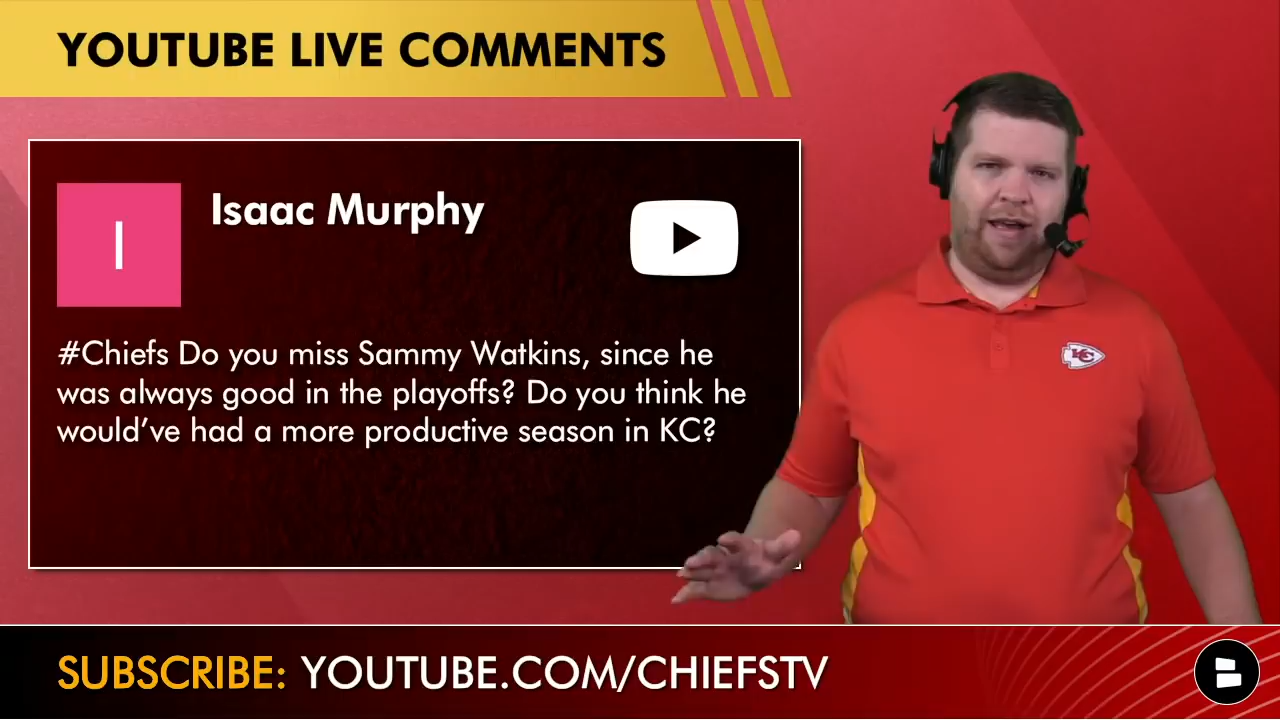 YOUTUBE LIVE COMMENTS
I
Isaac Murphy
#Chiefs Do you miss Sammy Watkins, since he
was always good in the playoffs? Do you think he
would’ve had a more productive season in KC?
KC
SUBSCRIBE: YOUTUBE.COM/CHIEFSTV